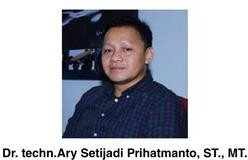 Dr. techn.Ary Setijadi Prihatmanto, ST., MT.